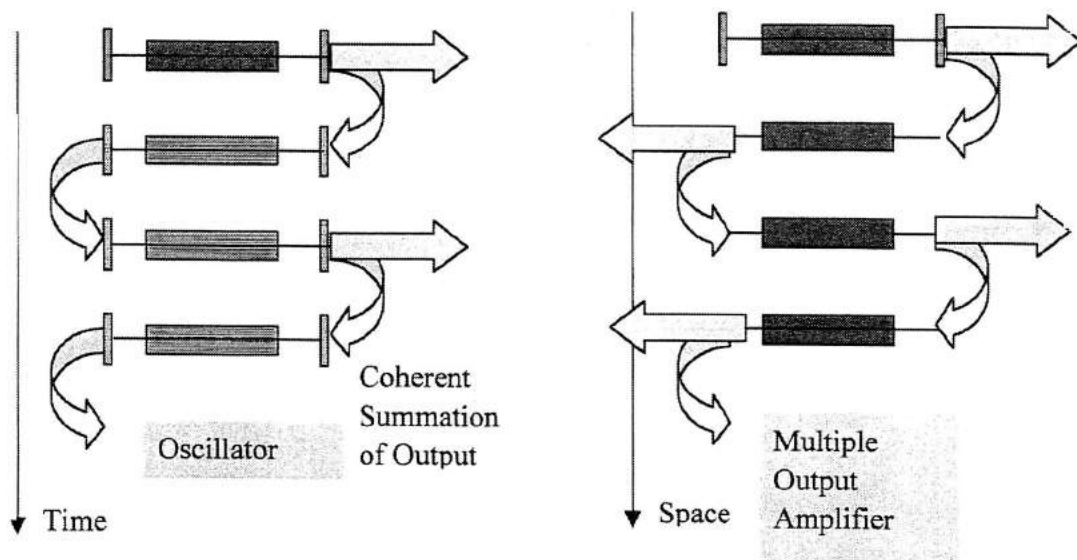 Coherent
Summation
of Output
Oscillator
Time
Multiple
Output
Amplifier
Space